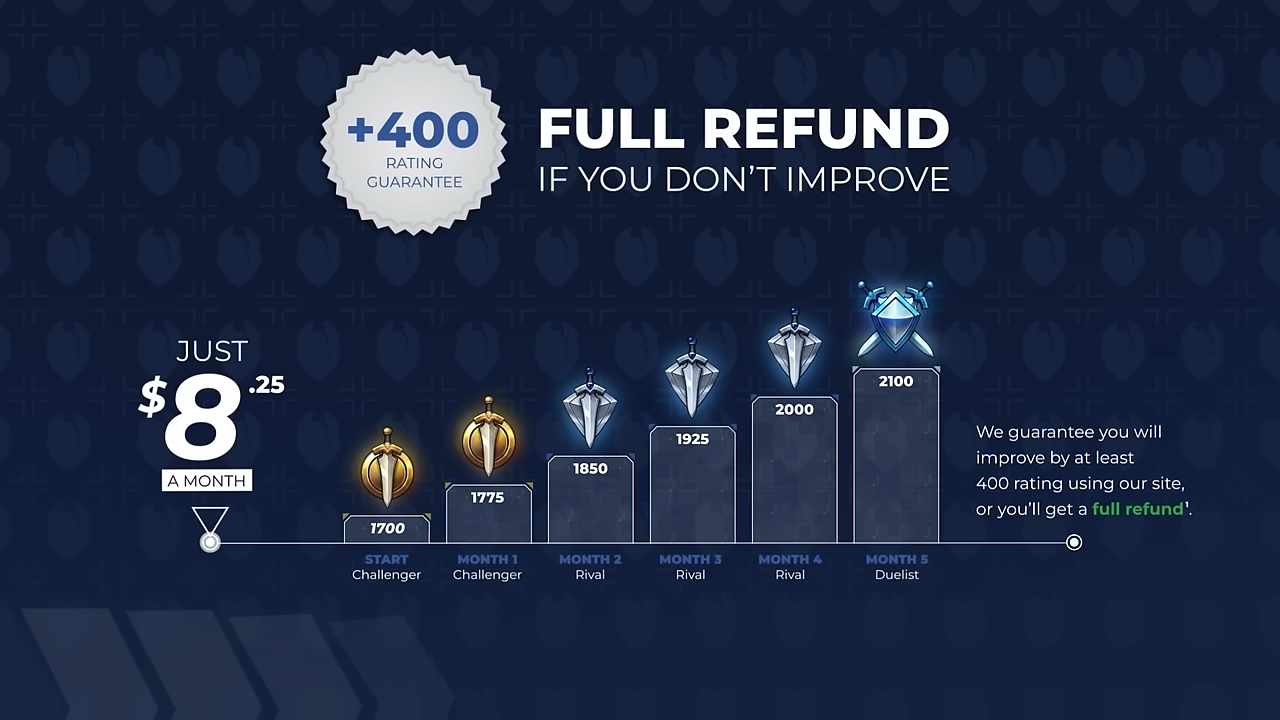 +400
RATING
GUARANTEE
FULL REFUND
IF YOU DON'T IMPROVE
JUST
$8.25
A MONTH
1700
1775
1850
1925
2000
2100
START
Challenger
MONTH 1
Challenger
MONTH 2
Rival
MONTH 3
Rival
MONTH 4
Rival
MONTH 5
Duelist
We guarantee you will
improve by at least
400 rating using our site,
or you'll get a full refund¹.